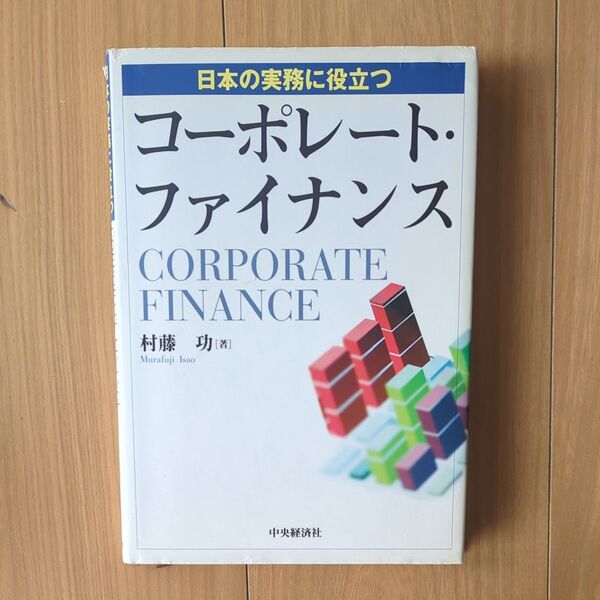 日本の実務に役立つ
コーポレート・
ファイナンス
CORPORATE
FINANCE
村藤 功[著]
Murafuji Isao
中央経済社